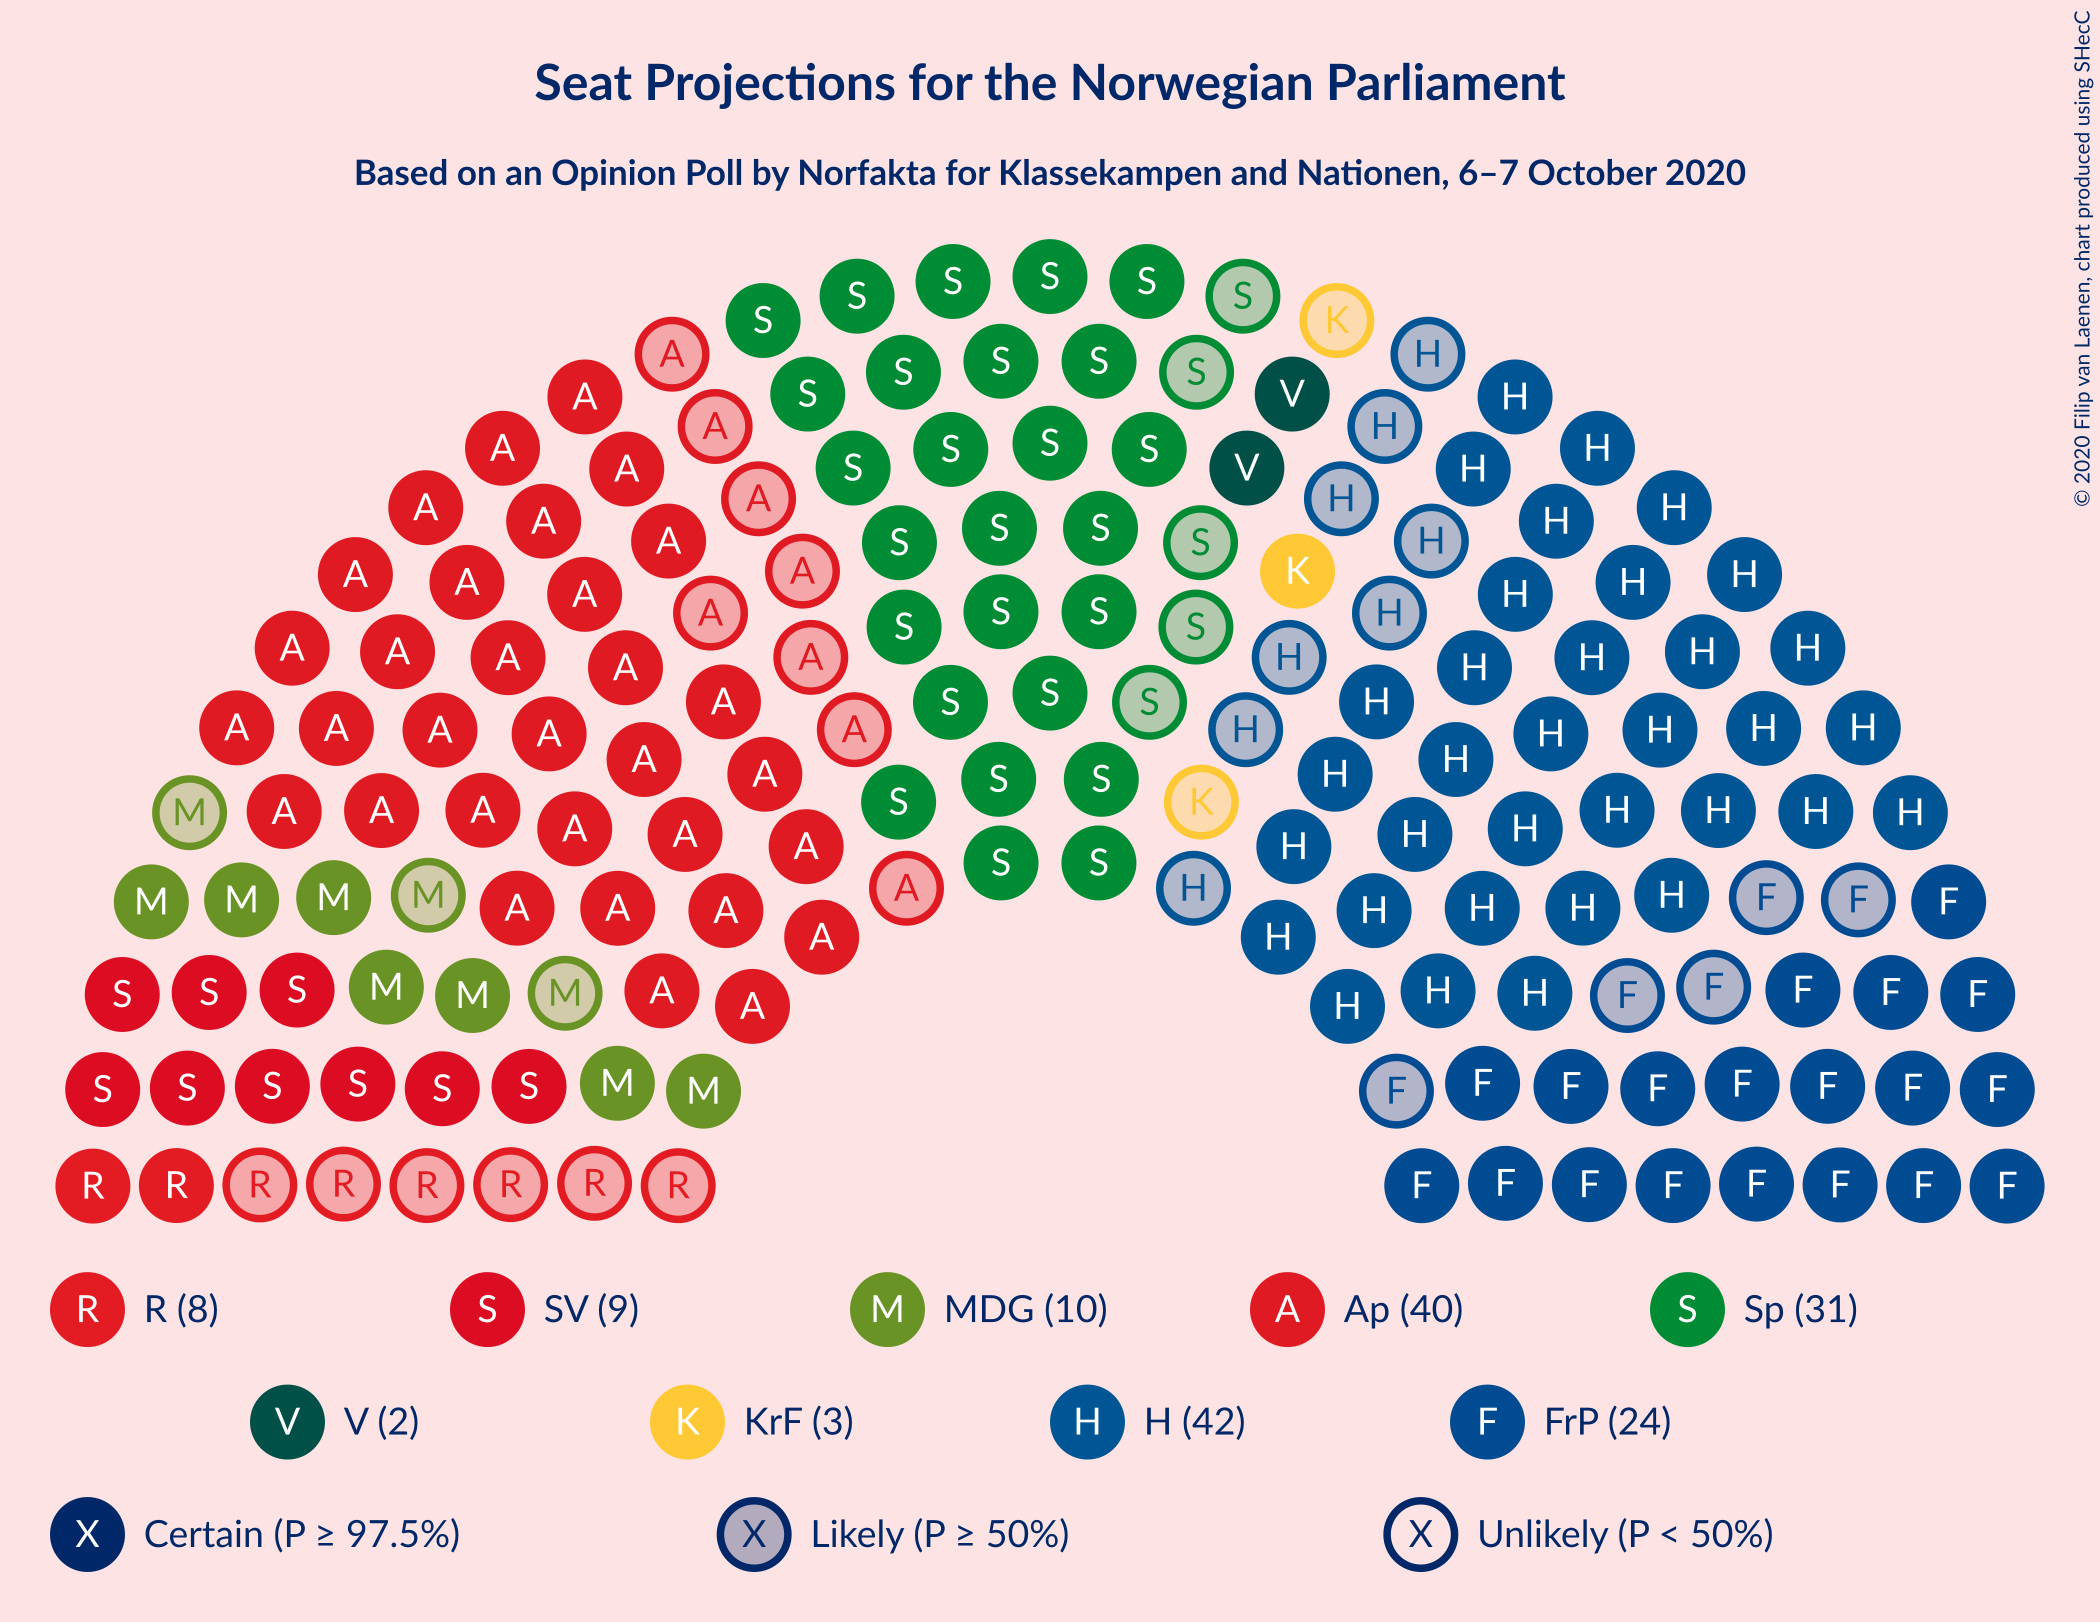 © 2020 Filip van Laenen, chart produced using SHecC
Seat Projections for the Norwegian Parliament
Based on an Opinion Poll by Norfakta for Klassekampen and Nationen, 6–7 October 2020
S S S S S S K
A A S S S S S V H H
A A A S S S S V H H H
A A A A S S S S H H H H
A A A A A S S S S K H H H H
A A A A A A S S S H H H H H H
A A A A A A A S S S K H H H H H H H
M A A A A A A A S S H H H H H H H H
M M M M A A A A H H H H H F F F
S S S M M M A A H H H F F F F F
S S S S S S M M F F F F F F F F
R R R R R R R R F F F F F F F F
R R (8) S SV (9) M MDG (10) A Ap (40) S Sp (31)
V V (2) K KrF (3) H H (42) F FrP (24)
X Certain (P ≥ 97.5%) X Likely (P ≥ 50%) X Unlikely (P < 50%)